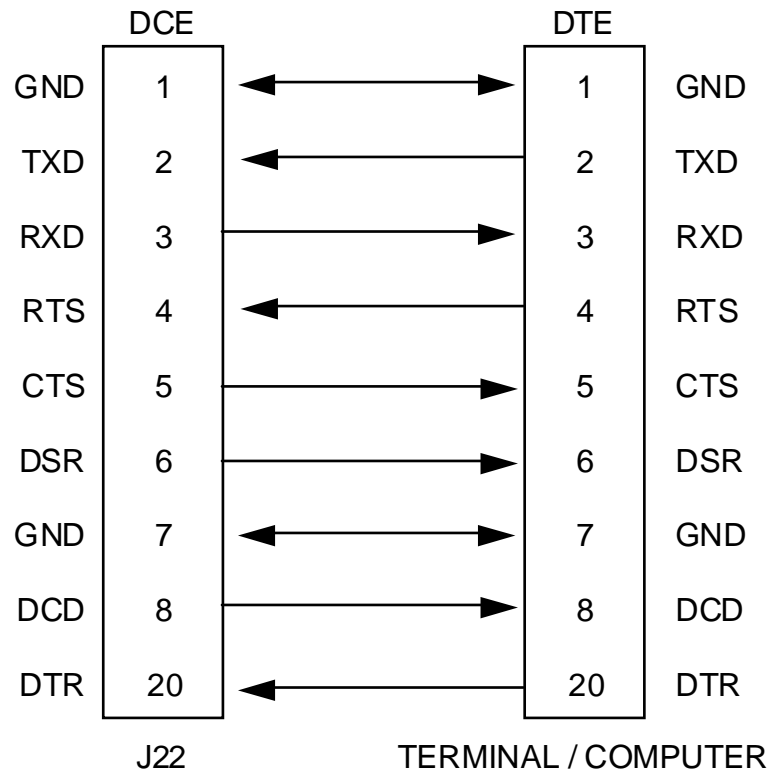 DCE DTE
GND 1 1 GND
TXD 2 2 TXD
RXD 3 3 RXD
RTS 4 4 RTS
CTS 5 5 CTS
DSR 6 6 DSR
GND 7 7 GND
DCD 8 8 DCD
DTR 20 20 DTR
J22 TERMINAL / COMPUTER